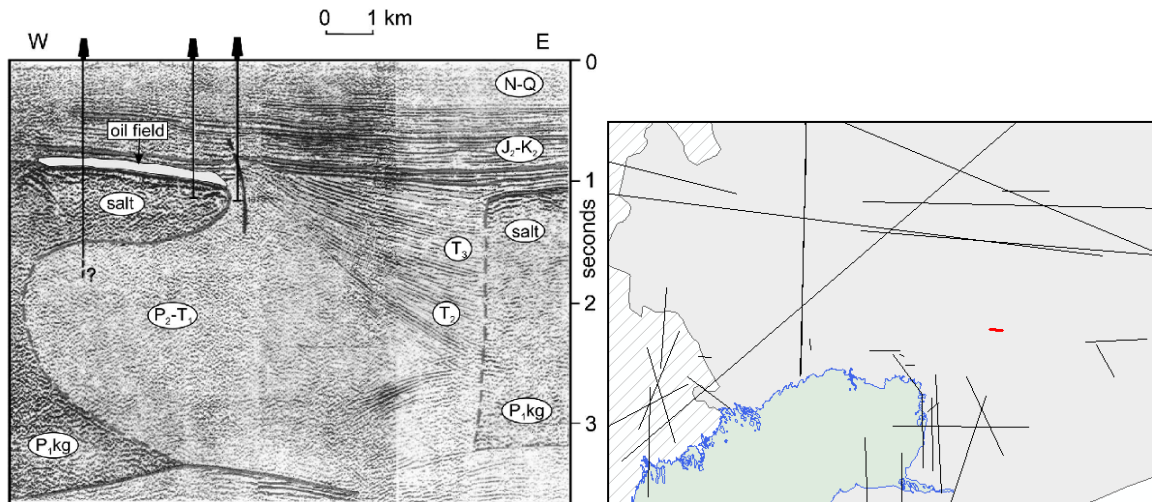 0 1 km
W E
0
N-Q
oil field
J₂-K₂
1
salt
salt
seconds
T₃
?
2
P₂-T₁
T₂
P₁kg
3
P₁kg